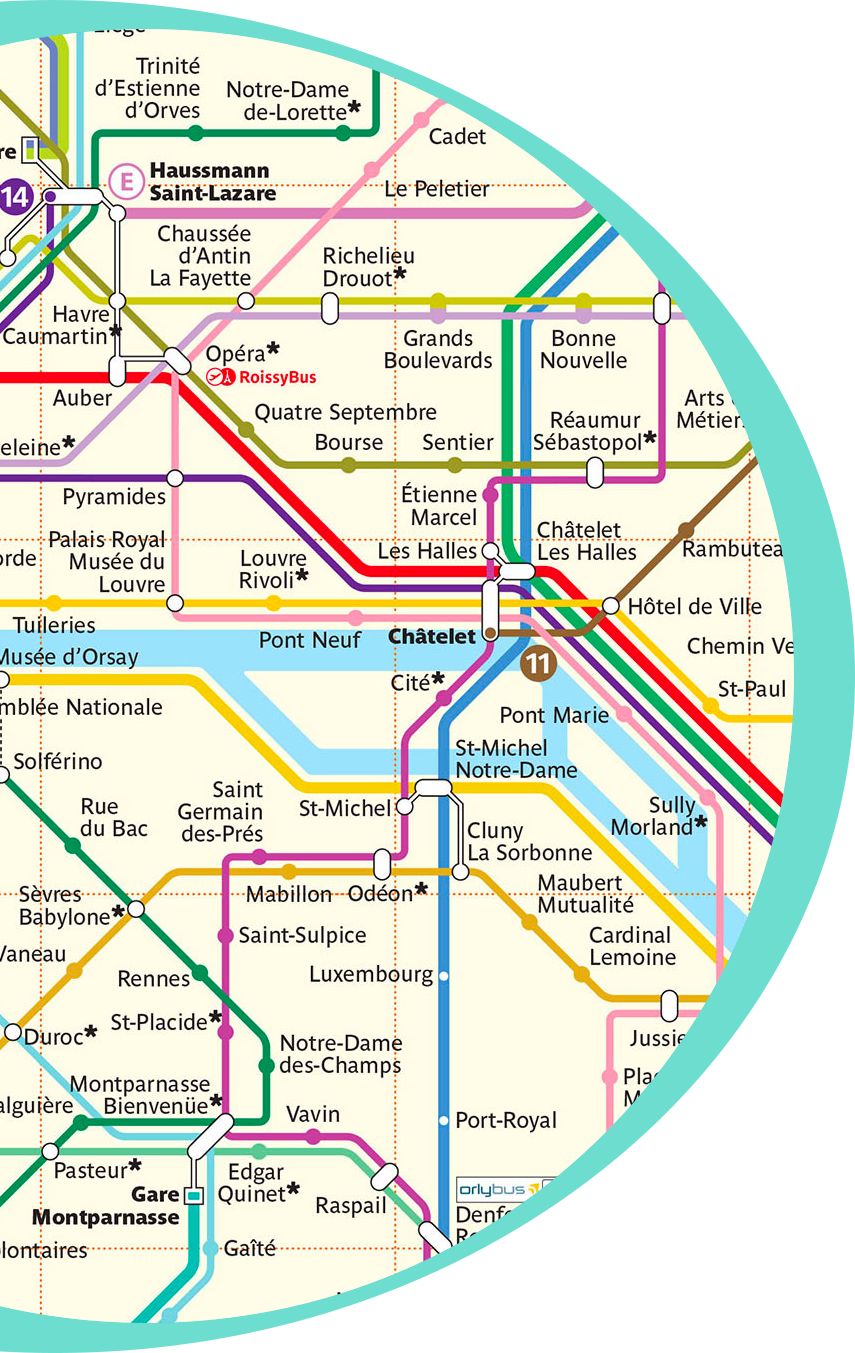 Liège
Trinité
d'Estienne
d'Orves
Notre-Dame
de-Lorette*
Cadet
re
E
Haussmann
Saint-Lazare
14
Le Peletier
Chaussée
d'Antin
La Fayette
Richelieu
Drouot*
Havre
Caumartin*
Grands
Boulevards
Bonne
Nouvelle
Opéra*
RoissyBus
Auber
Quatre Septembre
Arts
Métier
Réaumur
Sébastopol*
Bourse
Sentier
eleine*
Pyramides
Étienne
Marcel
Palais Royal
Musée du
Louvre
Louvre
Rivoli*
Les Halles
Châtelet
Les Halles
Rambutea
orde
Tuileries
Pont Neuf
Châtelet
Hôtel de Ville
Musée d'Orsay
11
Chemin Ve
Cité*
St-Paul
mblée Nationale
Pont Marie
Solférino
St-Michel
Notre-Dame
Saint
Germain
des-Prés
St-Michel
Sully
Morland*
Rue
du Bac
Cluny
La Sorbonne
Mabillon
Odéon*
Maubert
Mutualité
Sèvres
Babylone*
Saint-Sulpice
Cardinal
Lemoine
Vaneau
Rennes
Luxembourg
St-Placide*
Duroc*
Jussie
Notre-Dame
des-Champs
Montparnasse
Bienvenüe*
Pla
M
alguière
Vavin
Port-Royal
Pasteur*
Edgar
Quinet*
Gare
Montparnasse
Raspail
orlybus
Denfe
Ro
olontaires
Gaîté